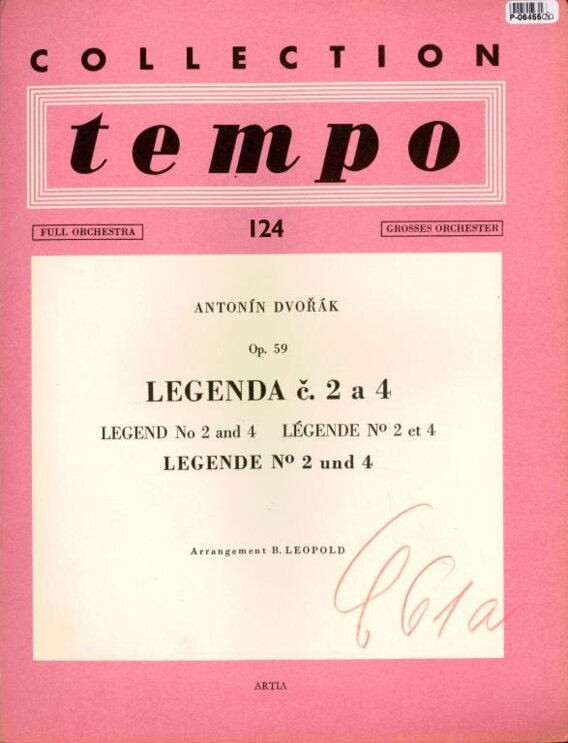 P-06455
COLLECTION
tempo
FULL ORCHESTRA
124
GROSSES ORCHESTER
ANTONÍN DVOŘÁK
Op. 59
LEGENDA č. 2 a 4
LEGEND No 2 and 4 LÉGENDE Nº 2 et 4
LEGENDE Nº 2 und 4
Arrangement B. LEOPOLD
61a
ARTIA